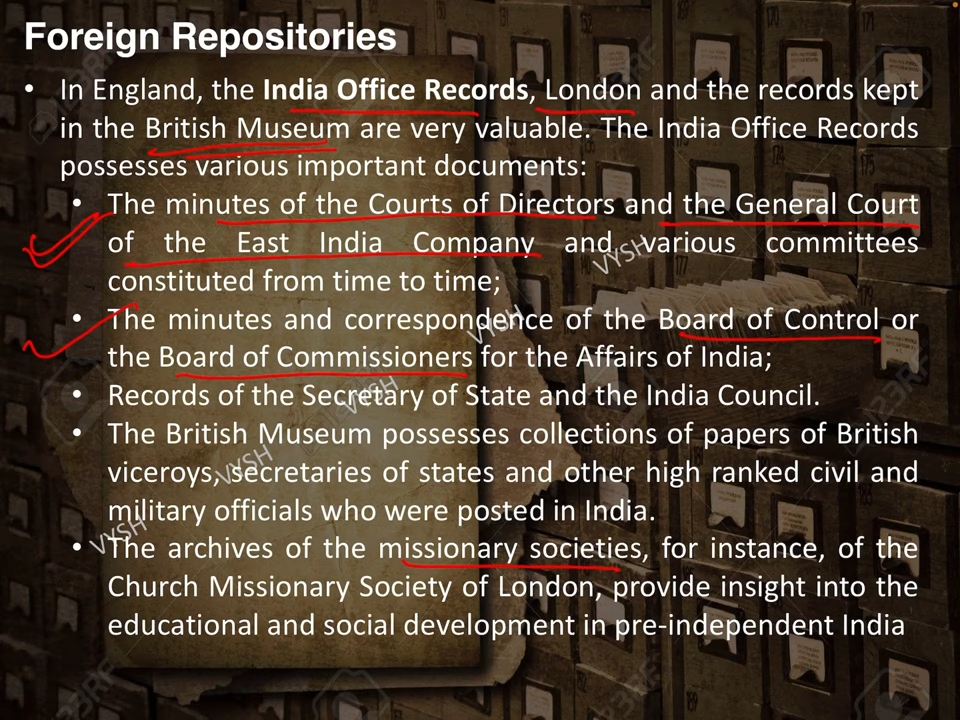 Foreign Repositories
• In England, the India Office Records, London and the records kept
in the British Museum are very valuable. The India Office Records
possesses various important documents:
• The minutes of the Courts of Directors and the General Court
of the East India Company and various committees
constituted from time to time;
• The minutes and correspondence of the Board of Control or
the Board of Commissioners for the Affairs of India;
• Records of the Secretary of State and the India Council.
• The British Museum possesses collections of papers of British
viceroys, secretaries of states and other high ranked civil and
military officials who were posted in India.
• The archives of the missionary societies, for instance, of the
Church Missionary Society of London, provide insight into the
educational and social development in pre-independent India
VYSH
VYSH
VYSH
VYSH
VYSH